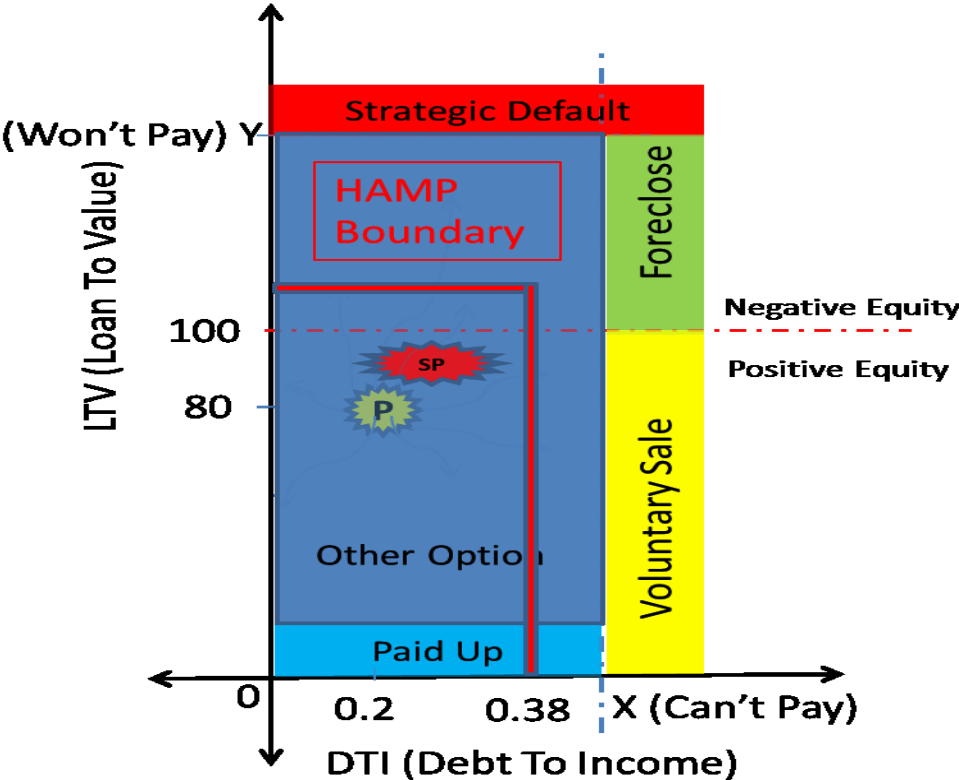 Strategic Default
(Won't Pay) Y
HAMP
Boundary
Foreclose
LTV (Loan To Value)
Negative Equity
100
SP
Positive Equity
80
P
Voluntary Sale
Other Option
Paid Up
0
0.2
0.38
X (Can't Pay)
DTI (Debt To Income)